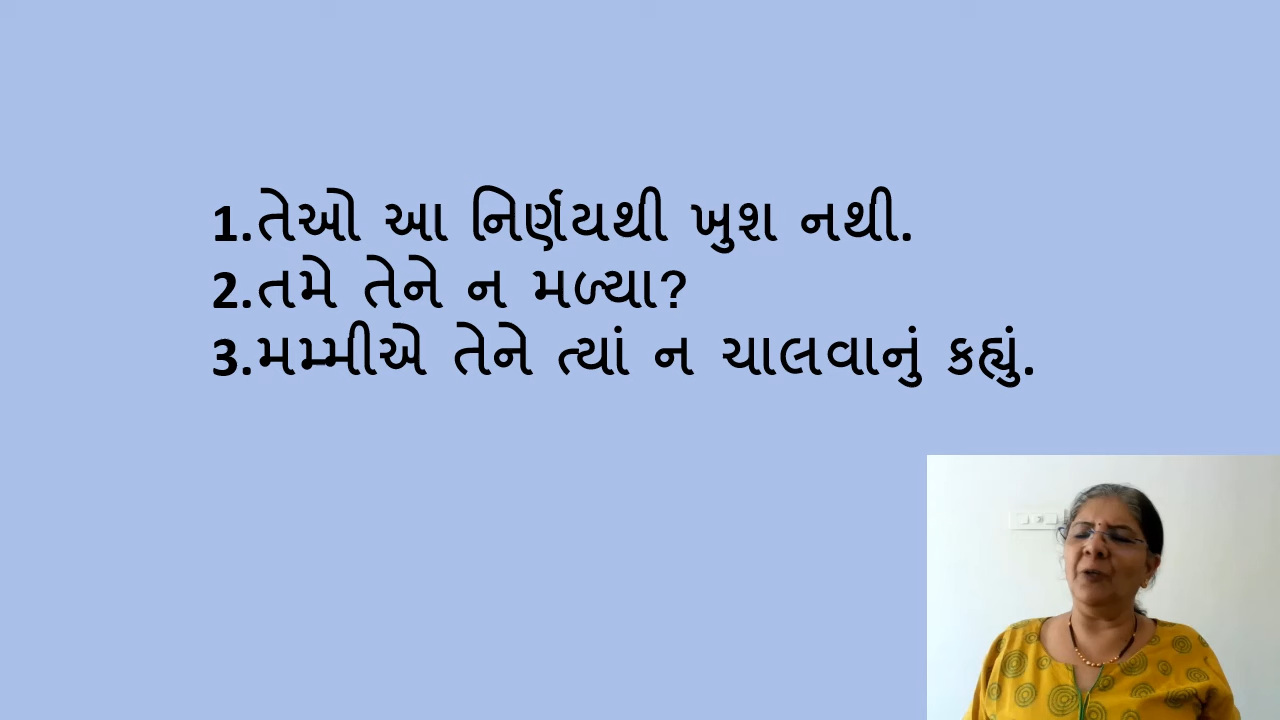 1.તેઓ આ નિર્ણયથી ખુશ નથી.
2.તમે તેને ન મળ્યા?
3.મમ્મીએ તેને ત્યાં ન ચાલવાનું કહ્યું.